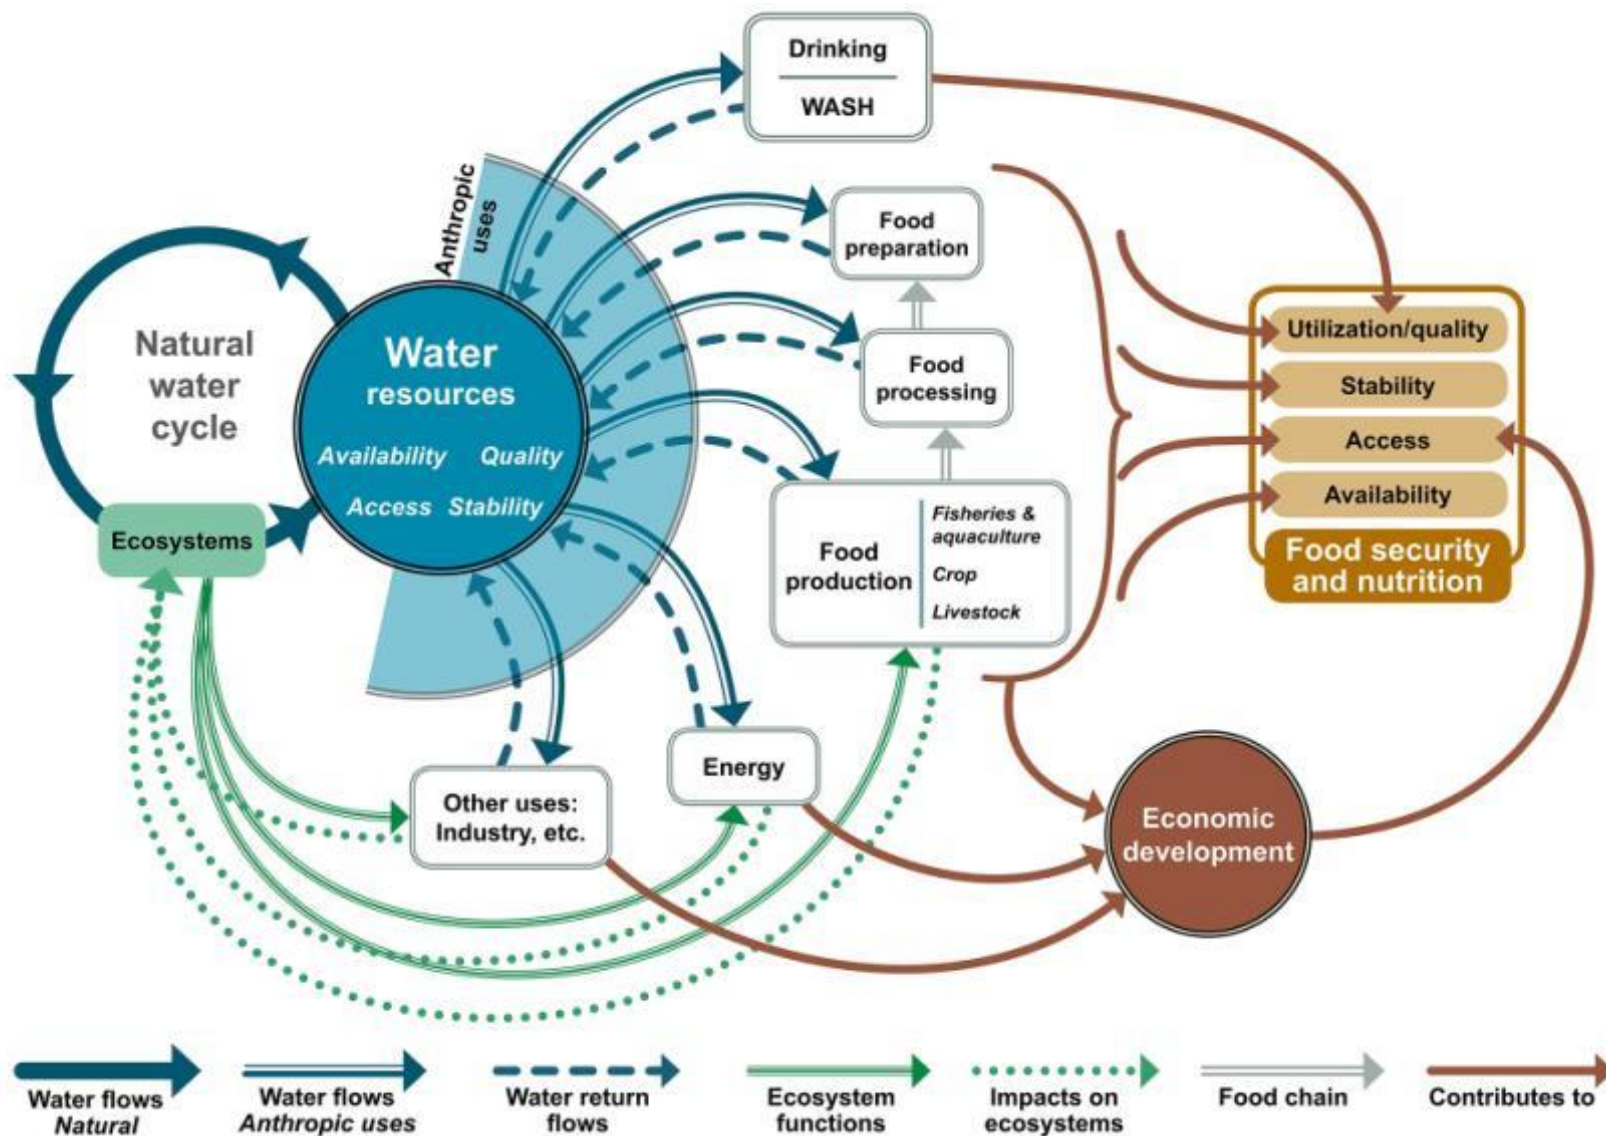 Drinking
WASH
Anthropic
uses
Food
preparation
Natural
water
cycle
Water
resources
Availability Quality
Access Stability
Food
processing
Utilization/quality
Stability
Access
Availability
Food security
and nutrition
Ecosystems
Food
production
Fisheries &
aquaculture
Crop
Livestock
Energy
Other uses:
Industry, etc.
Economic
development
Water flows
Natural
Water flows
Anthropic uses
Water return
flows
Ecosystem
functions
Impacts on
ecosystems
Food chain
Contributes to